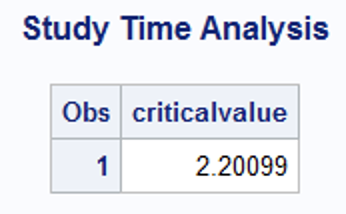 Study Time Analysis
Obs criticalvalue
1 2.20099